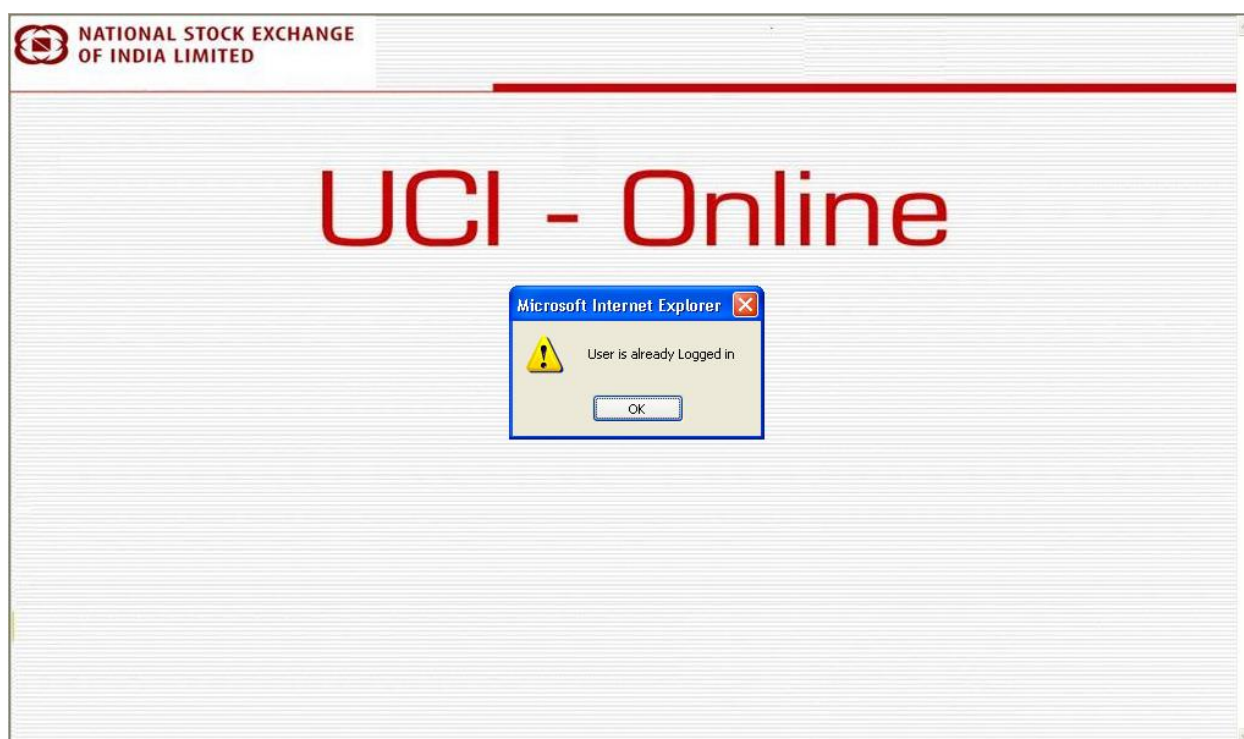 NATIONAL STOCK EXCHANGE
OF INDIA LIMITED
UCI - Online
Microsoft Internet Explorer
User is already Logged in
OK